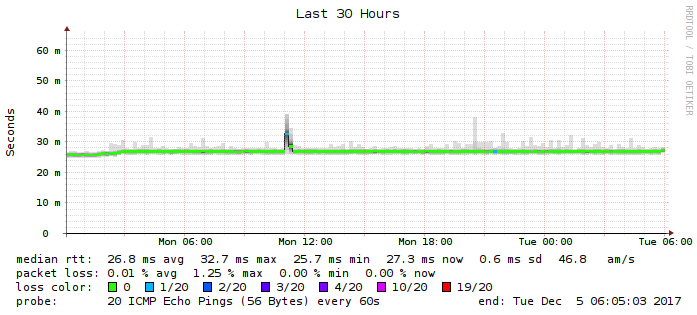 Last 30 Hours
RRDTOOL / TOBI OETIKER
Seconds
60 m
50 m
40 m
30 m
20 m
10 m
0
Mon 06:00 Mon 12:00 Mon 18:00 Tue 00:00 Tue 06:00
median rtt: 26.8 ms avg 32.7 ms max 25.7 ms min 27.3 ms now 0.6 ms sd 46.8 am/s
packet loss: 0.01 % avg 1.25 % max 0.00 % min 0.00 % now
loss color: 0 1/20 2/20 3/20 4/20 10/20 19/20
probe: 20 ICMP Echo Pings (56 Bytes) every 60s end: Tue Dec 5 06:05:03 2017